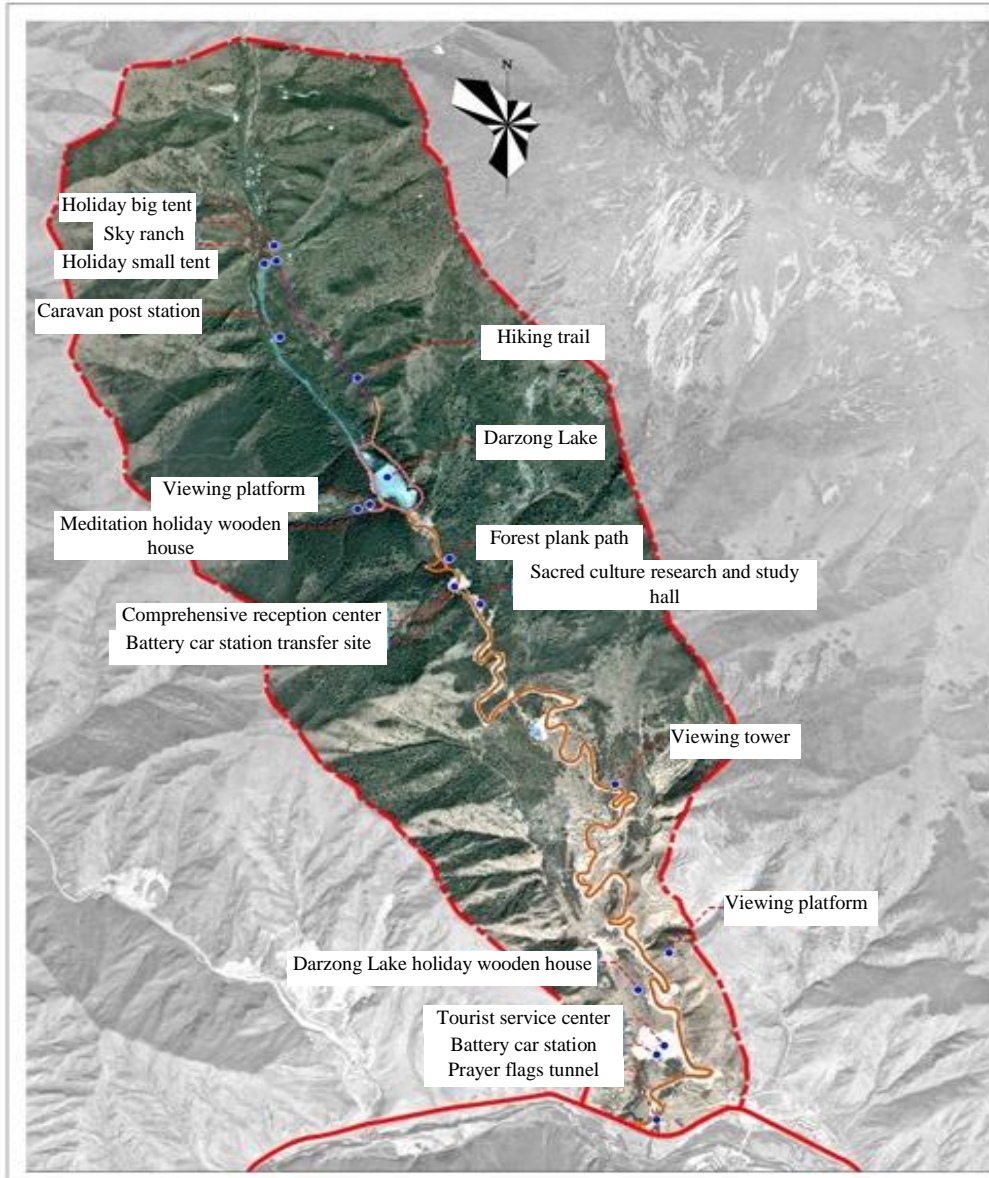 N
Holiday big tent
Sky ranch
Holiday small tent
Caravan post station
Hiking trail
Darzong Lake
Viewing platform
Meditation holiday wooden
house
Forest plank path
Sacred culture research and study
hall
Comprehensive reception center
Battery car station transfer site
Viewing tower
Viewing platform
Darzong Lake holiday wooden house
Tourist service center
Battery car station
Prayer flags tunnel